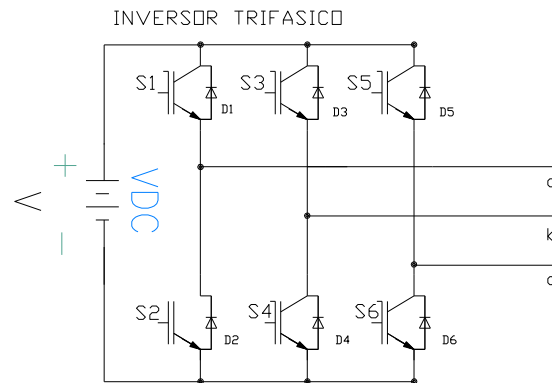 INVERSOR TRIFASICO
S1
D1
S3
D3
S5
D5
+
V
VDC
-
S2
D2
S4
D4
S6
D6